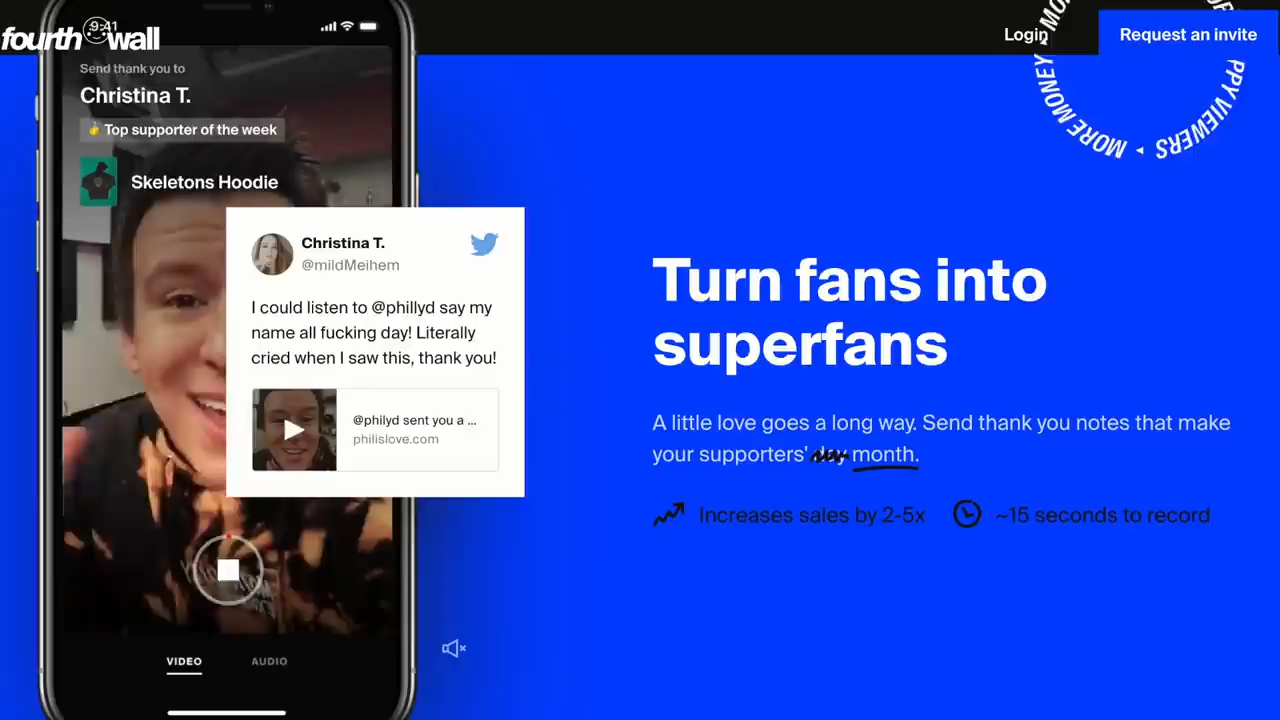 9:41
fourth wall
Login
Request an invite
MORE MONEY
PPY VIEWERS
Send thank you to
Christina T.
Top supporter of the week
Skeletons Hoodie
Christina T.
@mildMeihem
I could listen to @phillyd say my
name all fucking day! Literally
cried when I saw this, thank you!
@philyd sent you a ...
philislove.com
VIDEO
AUDIO
Turn fans into
superfans
A little love goes a long way. Send thank you notes that make
your supporters' day month.
Increases sales by 2-5x
~15 seconds to record